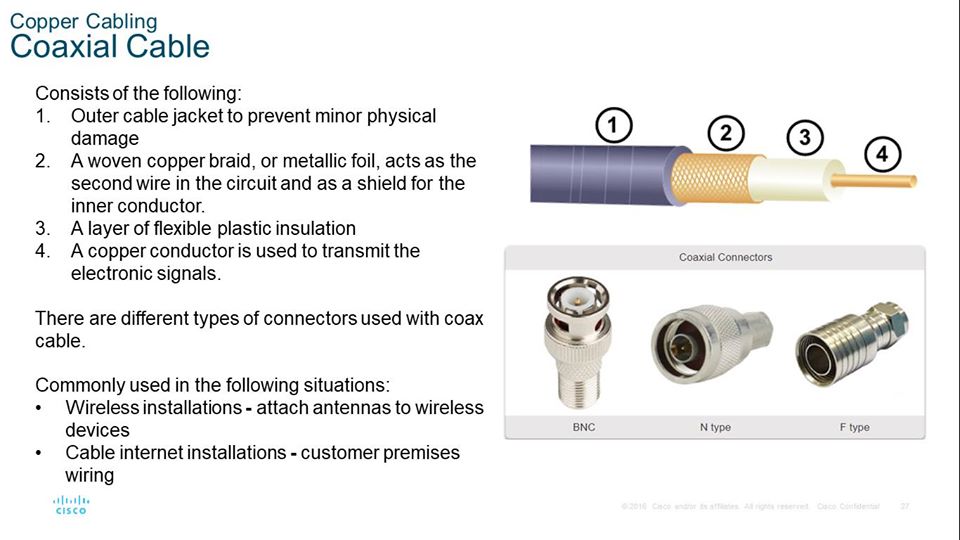 Copper Cabling
Coaxial Cable
Consists of the following:
1. Outer cable jacket to prevent minor physical
damage
2. A woven copper braid, or metallic foil, acts as the
second wire in the circuit and as a shield for the
inner conductor.
3. A layer of flexible plastic insulation
4. A copper conductor is used to transmit the
electronic signals.
There are different types of connectors used with coax
cable.
Commonly used in the following situations:
• Wireless installations - attach antennas to wireless
devices
• Cable internet installations - customer premises
wiring
1
2
3
4
Coaxial Connectors
BNC
N type
F type
CISCO
© 2016 Cisco and/or its affiliates. All rights reserved. Cisco Confidential
27